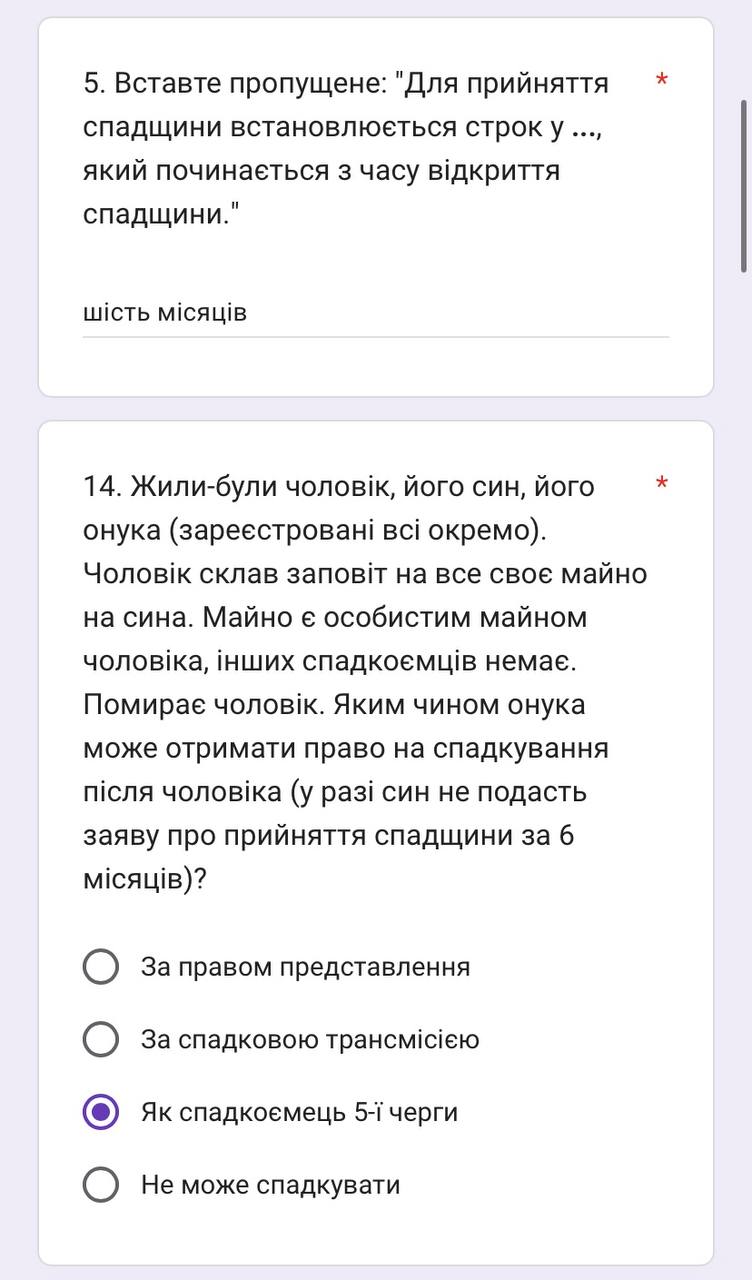 5. Вставте пропущене: "Для прийняття *
спадщини встановлюється строк у ...,
який починається з часу відкриття
спадщини."
шість місяців
14. Жили-були чоловік, його син, його *
онука (зареєстровані всі окремо).
Чоловік склав заповіт на все своє майно
на сина. Майно є особистим майном
чоловіка, інших спадкоємців немає.
Помирає чоловік. Яким чином онука
може отримати право на спадкування
після чоловіка (у разі син не подасть
заяву про прийняття спадщини за 6
місяців)?
За правом представлення
За спадковою трансмісією
Як спадкоємець 5-ї черги
Не може спадкувати